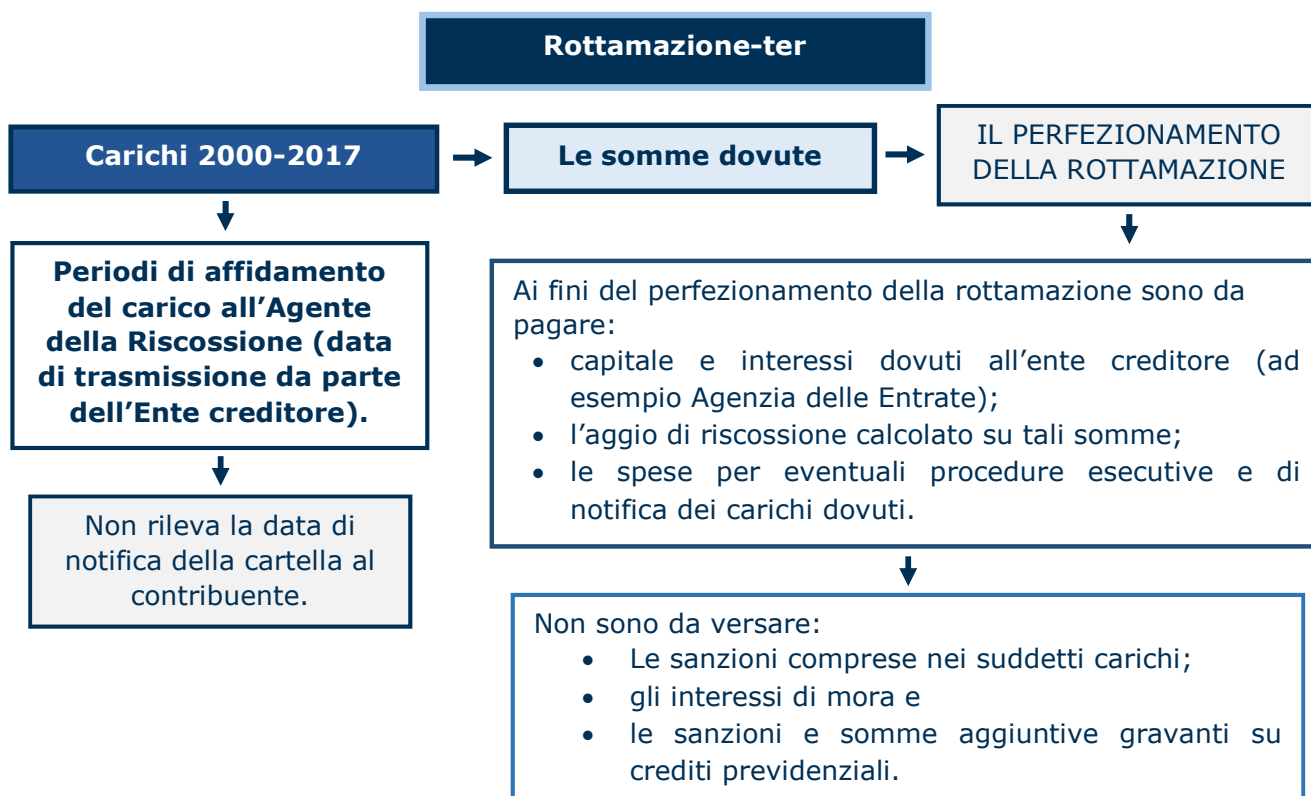 Rottamazione-ter
Carichi 2000-2017
Le somme dovute
IL PERFEZIONAMENTO
DELLA ROTTAMAZIONE
Periodi di affidamento
del carico all’Agente
della Riscossione (data
di trasmissione da parte
dell’Ente creditore).
Non rileva la data di
notifica della cartella al
contribuente.
Ai fini del perfezionamento della rottamazione sono da
pagare:
• capitale e interessi dovuti all’ente creditore (ad
esempio Agenzia delle Entrate);
• l’aggio di riscossione calcolato su tali somme;
• le spese per eventuali procedure esecutive e di
notifica dei carichi dovuti.
Non sono da versare:
• Le sanzioni comprese nei suddetti carichi;
• gli interessi di mora e
• le sanzioni e somme aggiuntive gravanti su
crediti previdenziali.